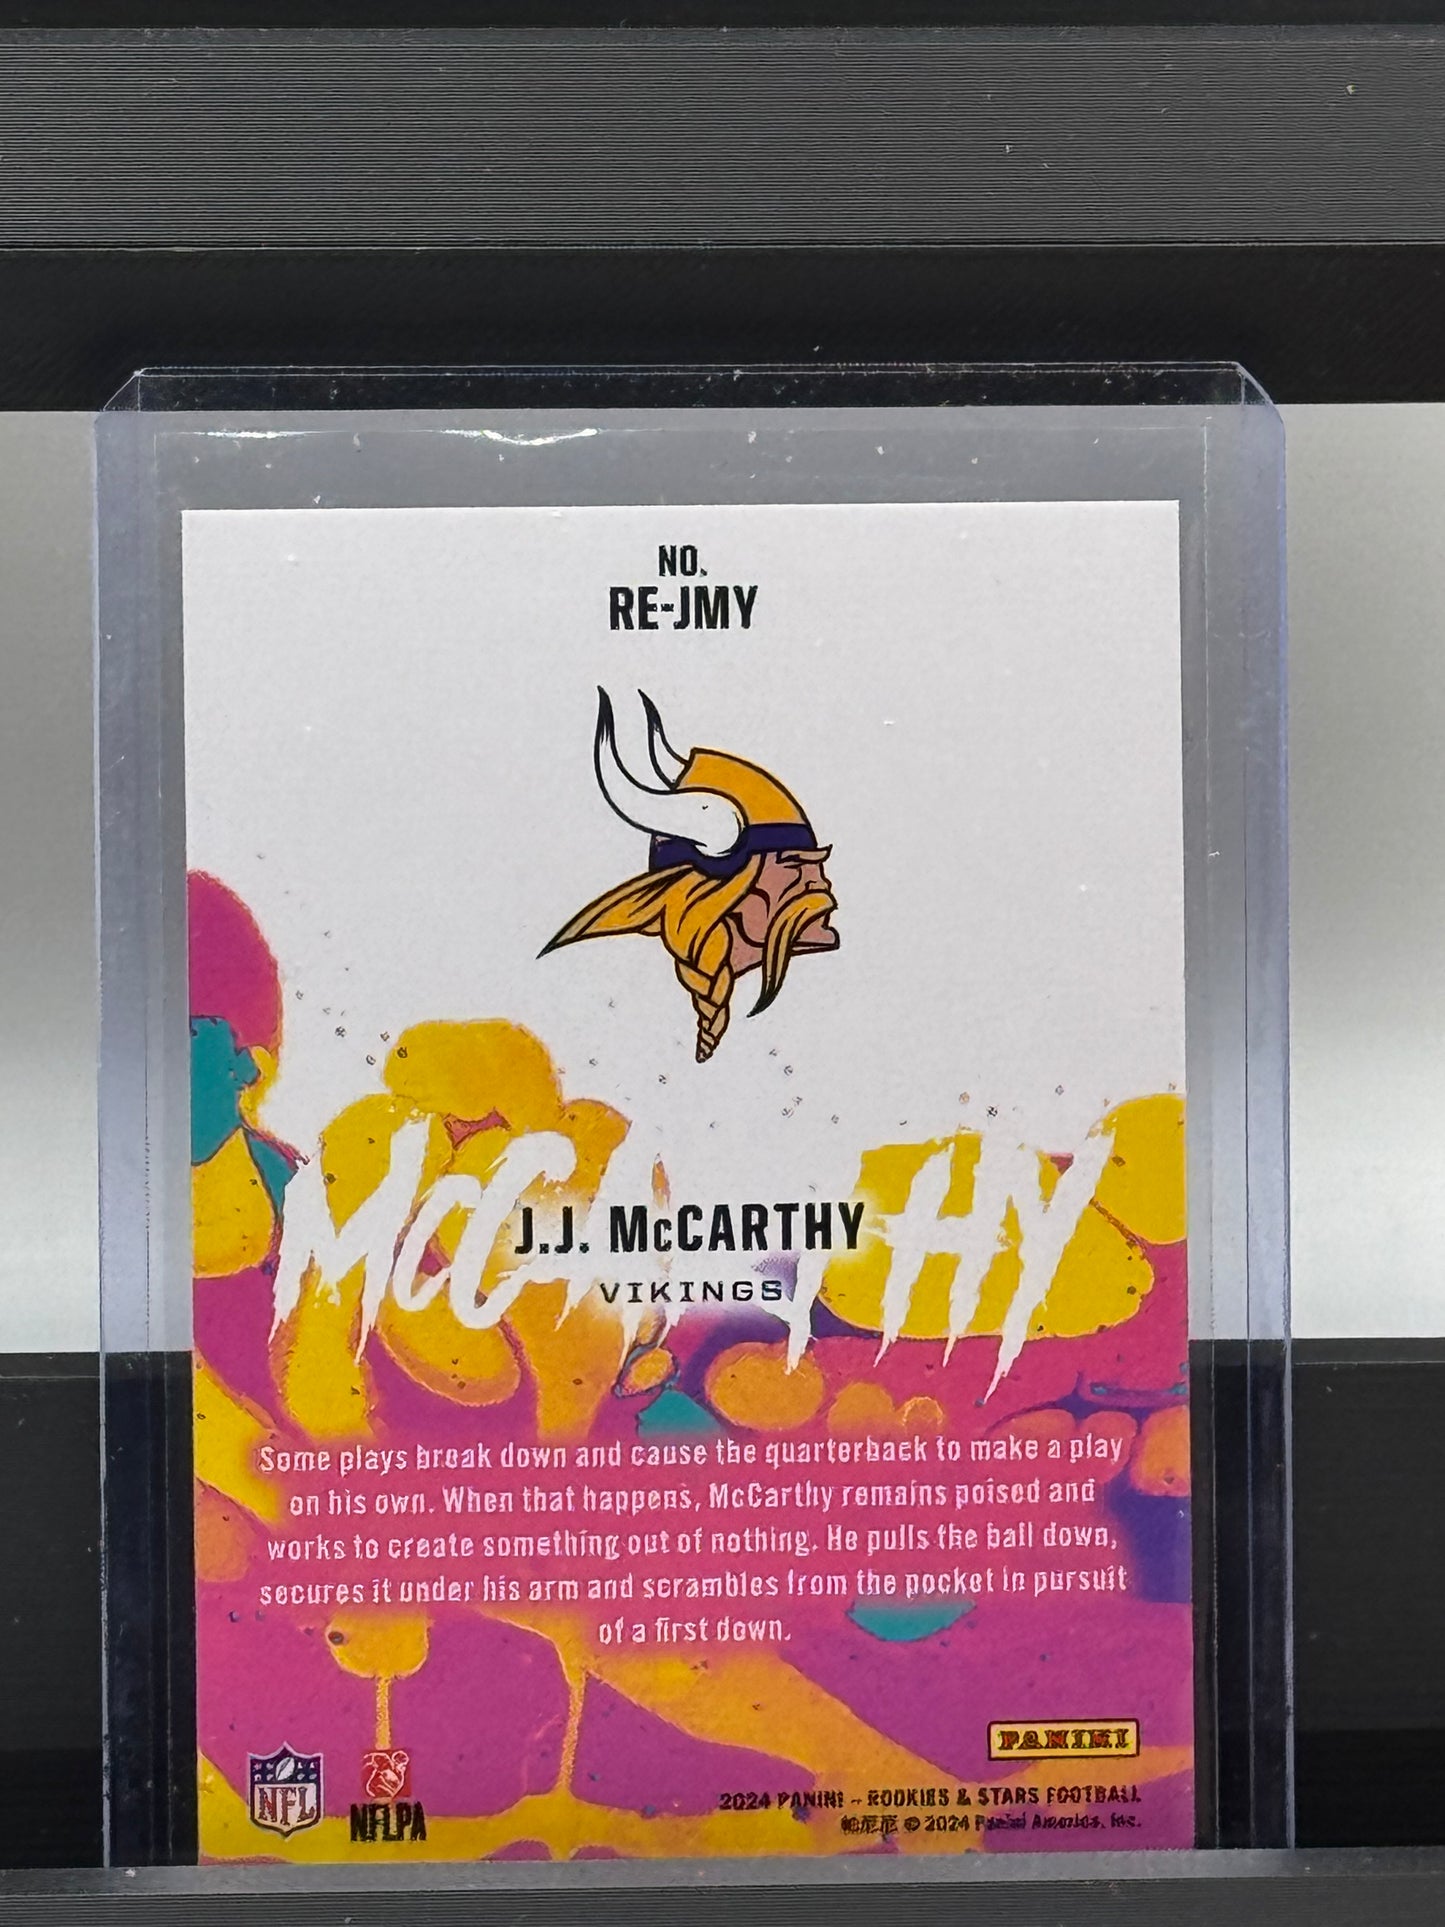 NO.
RE-JMY
McCARTHY
J.J. McCARTHY
VIKINGS
Some plays break down and cause the quarterback to make a play
on his own. When that happens, McCarthy remains poised and
works to create something out of nothing. He pulls the ball down,
secures it under his arm and scrambles from the pocket in pursuit
of a first down.
PANINI
NFL
NFLPA
2024 PANINI - ROOKIES & STARS FOOTBALL
© 2024 Panini America, Inc.